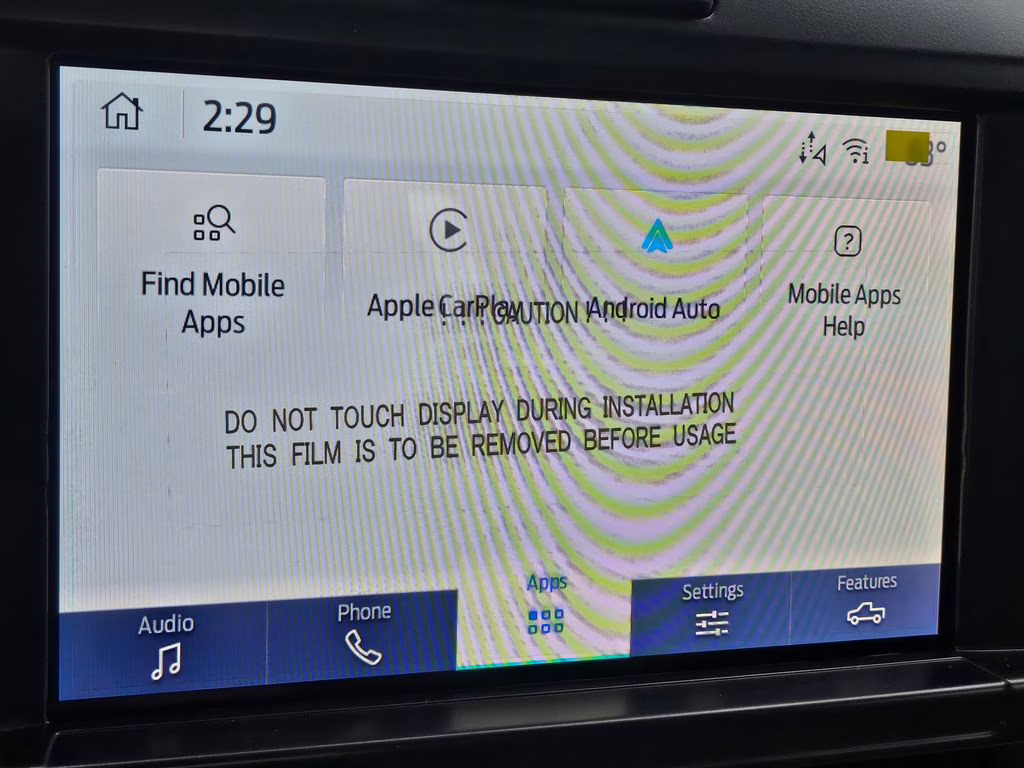 2:29
Find Mobile
Apps
Apple CarPlay
Android Auto
Mobile Apps
Help
! ! ! CAUTION ! ! !
DO NOT TOUCH DISPLAY DURING INSTALLATION
THIS FILM IS TO BE REMOVED BEFORE USAGE
Audio
Phone
Apps
Settings
Features